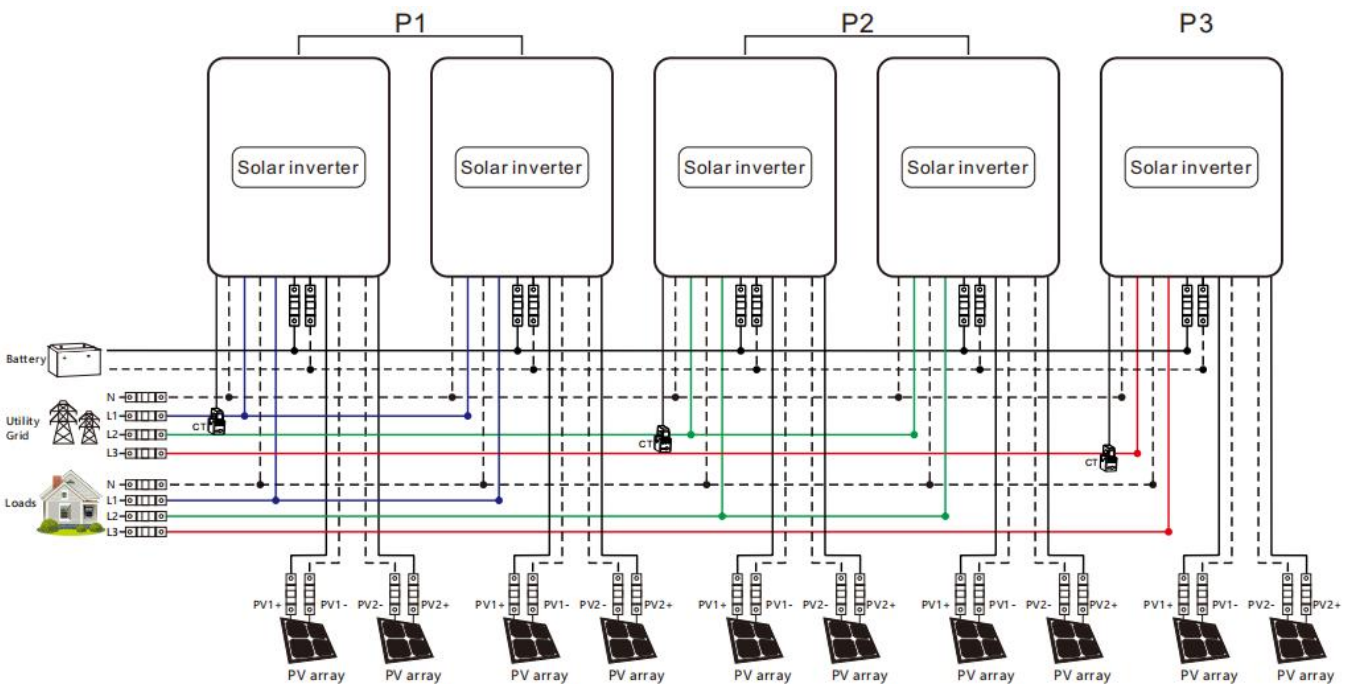 P1 P2 P3
Solar inverter Solar inverter Solar inverter Solar inverter Solar inverter
Battery
N
Utility
Grid
L1
CT
L2
CT
L3
CT
Loads
N
L1
L2
L3
PV1+ PV1- PV2- PV2+ PV1+ PV1- PV2- PV2+ PV1+ PV1- PV2- PV2+ PV1+ PV1- PV2- PV2+ PV1+ PV1- PV2- PV2+
PV array PV array PV array PV array PV array PV array PV array PV array PV array PV array